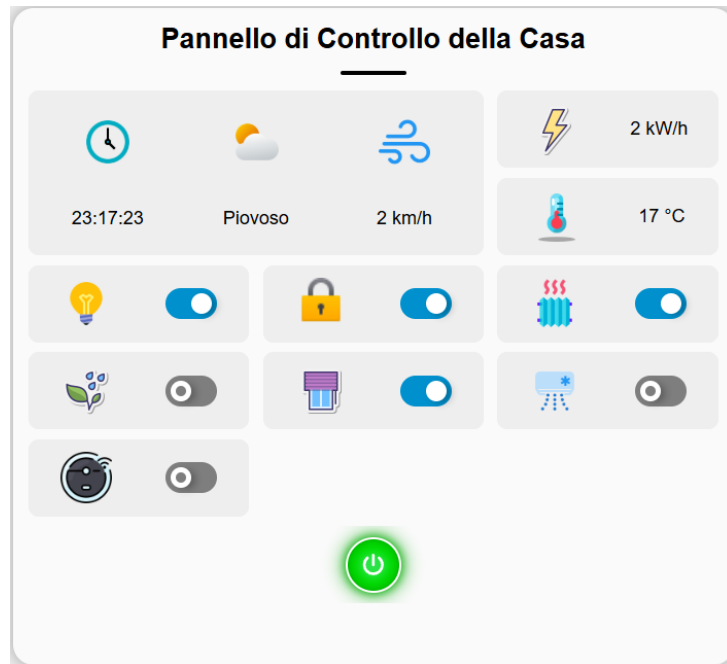 Pannello di Controllo della Casa
2 kW/h
23:17:23 Piovoso 2 km/h
17 °C